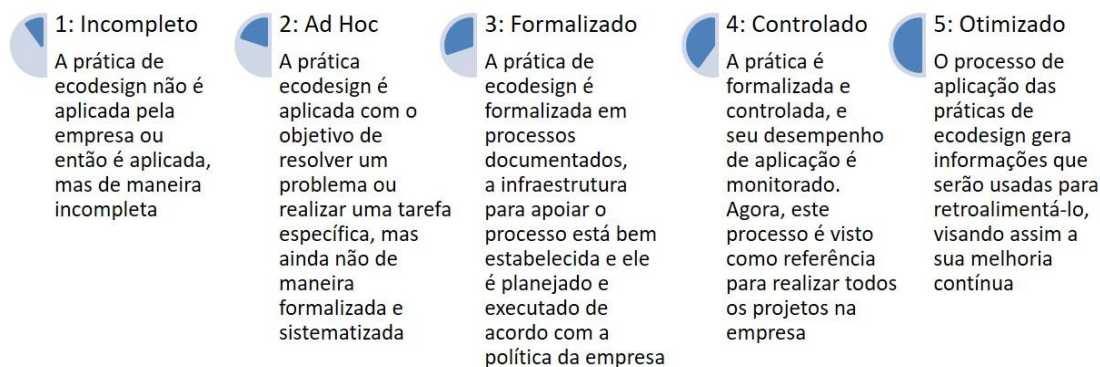 1: Incompleto
A prática de
ecodesign não é
aplicada pela
empresa ou
então é aplicada,
mas de maneira
incompleta
2: Ad Hoc
A prática
ecodesign é
aplicada com o
objetivo de
resolver um
problema ou
realizar uma tarefa
específica, mas
ainda não de
maneira
formalizada e
sistematizada
3: Formalizado
A prática de
ecodesign é
formalizada em
processos
documentados,
a infraestrutura
para apoiar o
processo está bem
estabelecida e ele
é planejado e
executado de
acordo com a
política da empresa
4: Controlado
A prática é
formalizada e
controlada, e
seu desempenho
de aplicação é
monitorado.
Agora, este
processo é visto
como referência
para realizar todos
os projetos na
empresa
5: Otimizado
O processo de
aplicação das
práticas de
ecodesign gera
informações que
serão usadas para
retroalimentá-lo,
visando assim a
sua melhoria
contínua